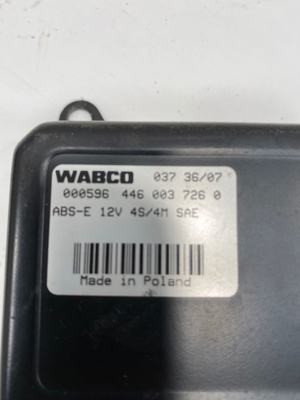 WABCO 037 36/07
000596 446 003 726 0
ABS-E 12V 4S/4M SAE
Made in Poland